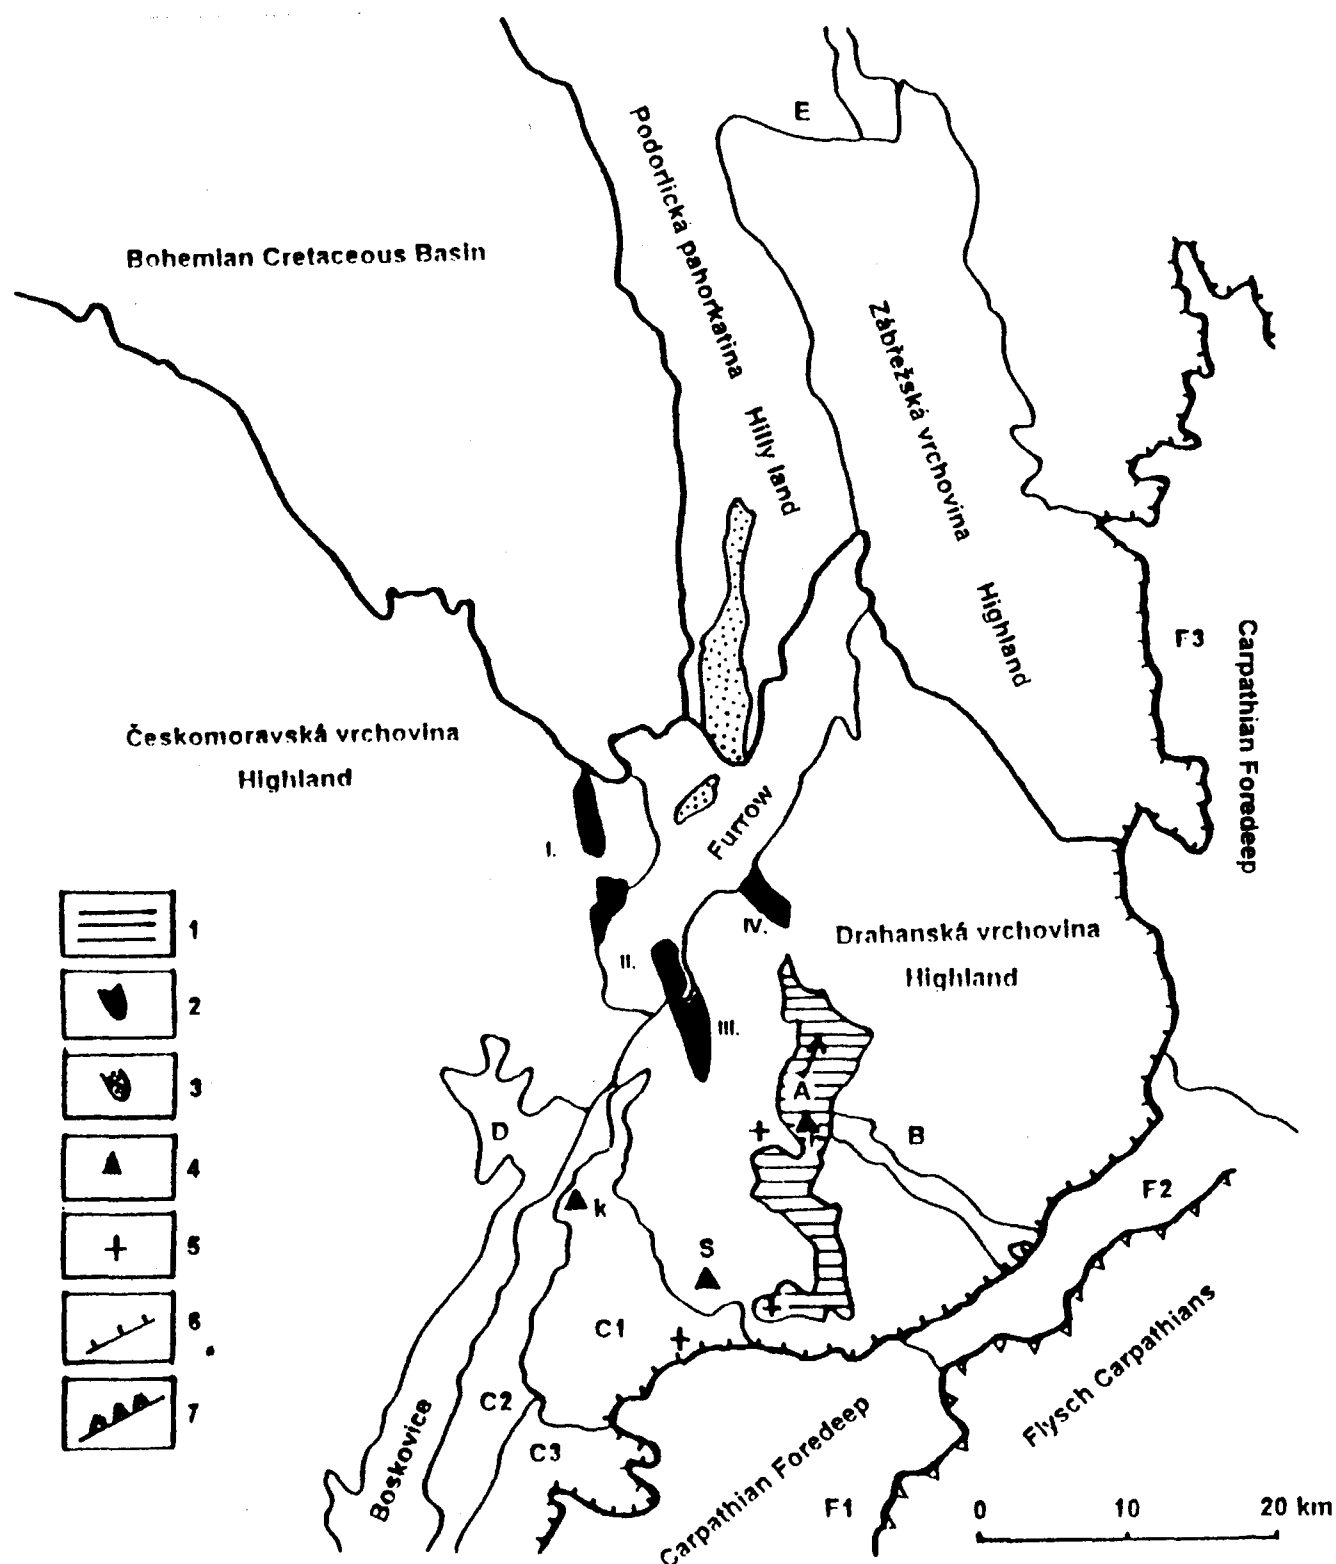 E
Podorlická pahorkatina Hilly land
Bohemian Cretaceous Basin
Zábřežská vrchovina Highland
F3
Carpathian Foredeep
Českomoravská vrchovina
Highland
Furrow
I.
IV.
Drahanská vrchovina
Highland
II.
III.
1
2
3
4
5
6
7
A
B
D
k
S
F2
C1
C2
C3
Boskovice
Carpathian Foredeep
Flysch Carpathians
F1
0 10 20 km